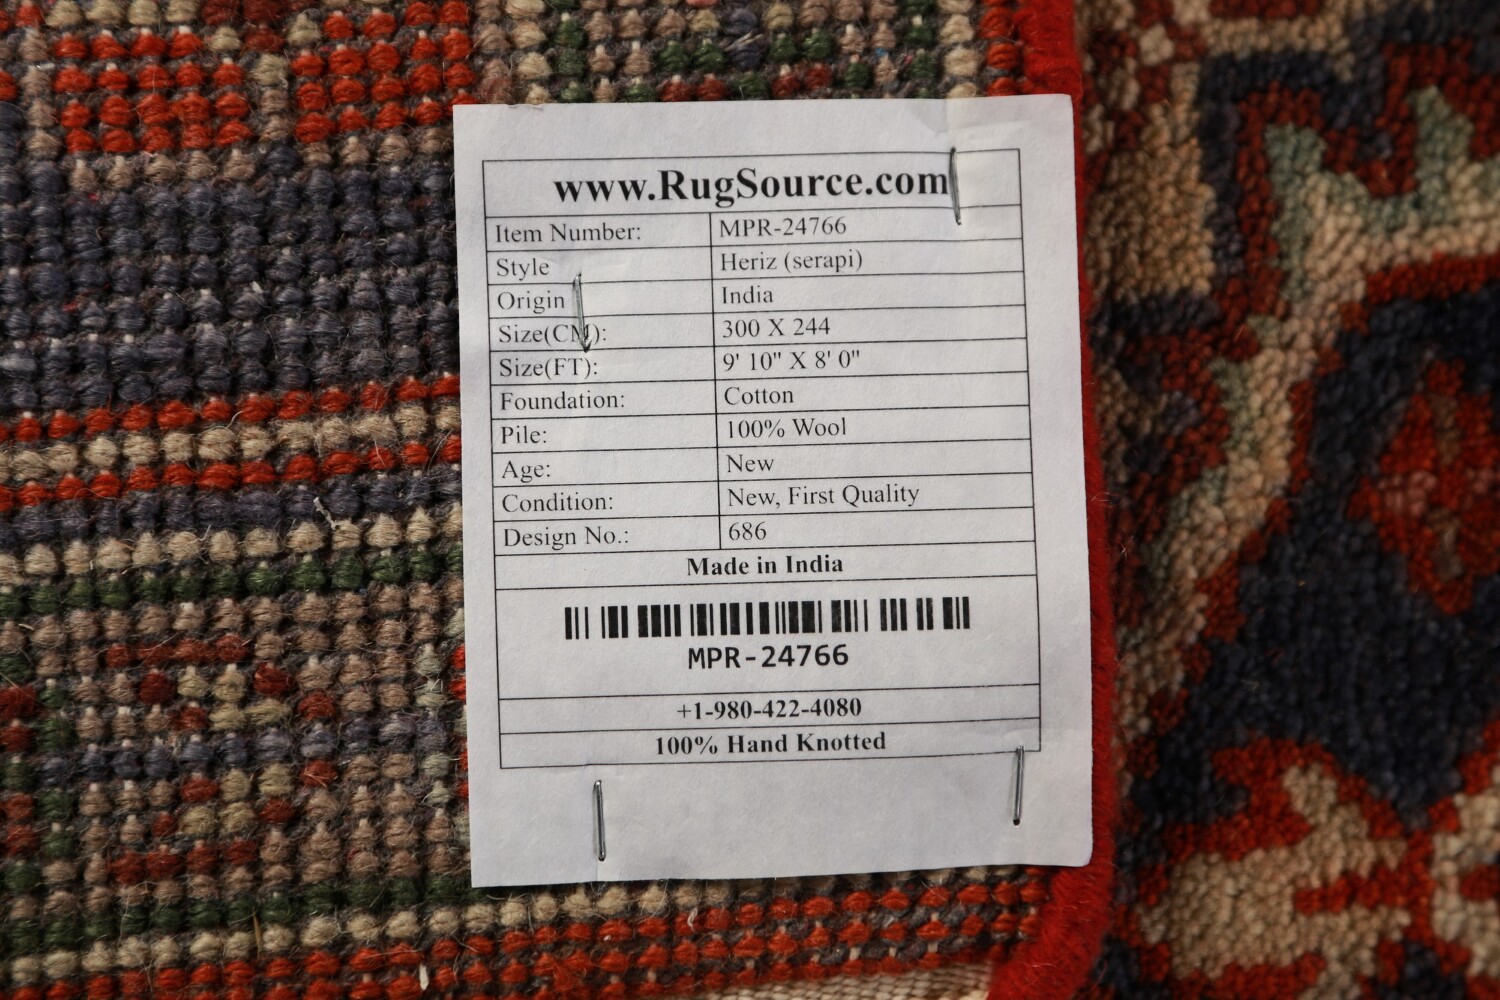 www.RugSource.com
Item Number: MPR-24766
Style Heriz (serapi)
Origin India
Size(CM): 300 X 244
Size(FT): 9' 10" X 8' 0"
Foundation: Cotton
Pile: 100% Wool
Age: New
Condition: New, First Quality
Design No.: 686
Made in India
MPR-24766
+1-980-422-4080
100% Hand Knotted